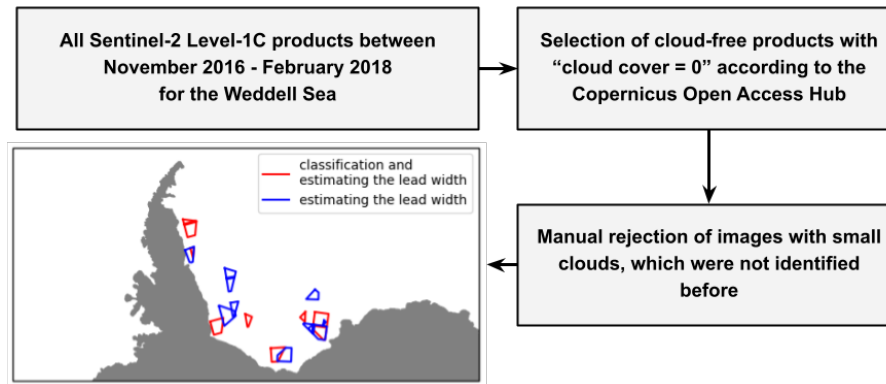 All Sentinel-2 Level-1C products between
November 2016 - February 2018
for the Weddell Sea
Selection of cloud-free products with
“cloud cover = 0” according to the
Copernicus Open Access Hub
Manual rejection of images with small
clouds, which were not identified
before
classification and
estimating the lead width
estimating the lead width